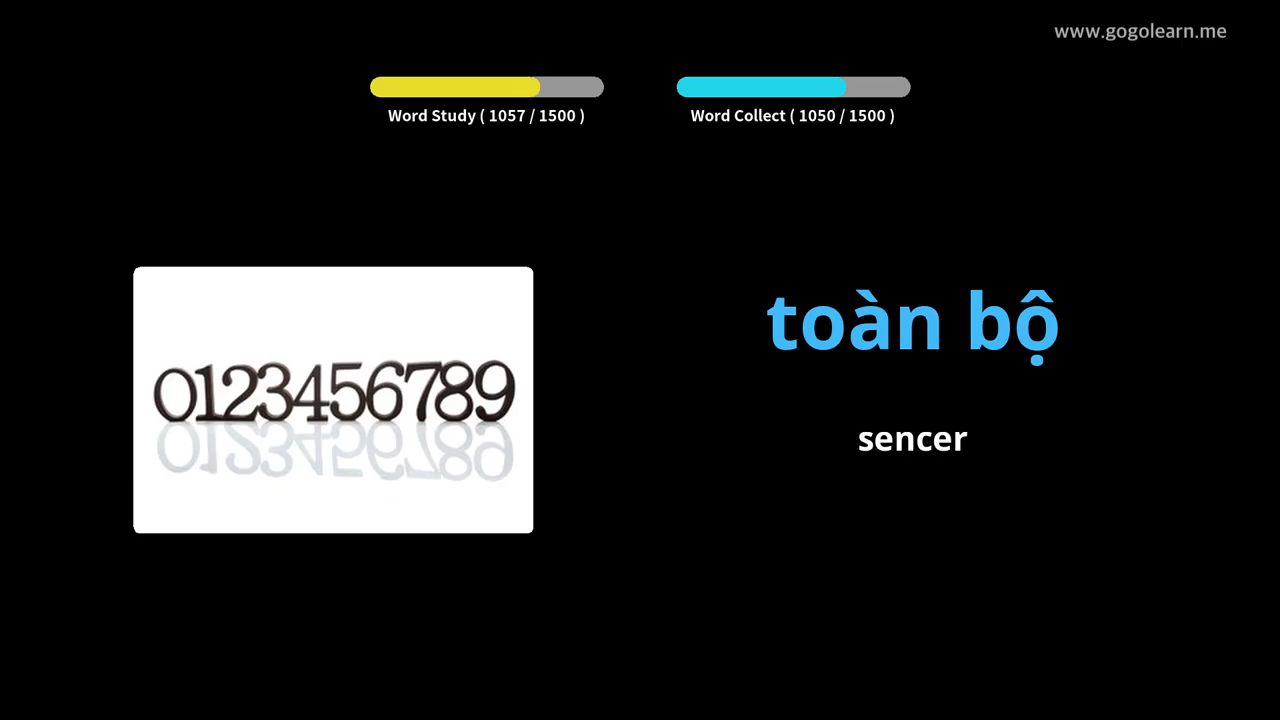 www.gogolearn.me
Word Study ( 1057 / 1500 )
Word Collect ( 1050 / 1500 )
0123456789
toàn bộ
sencer